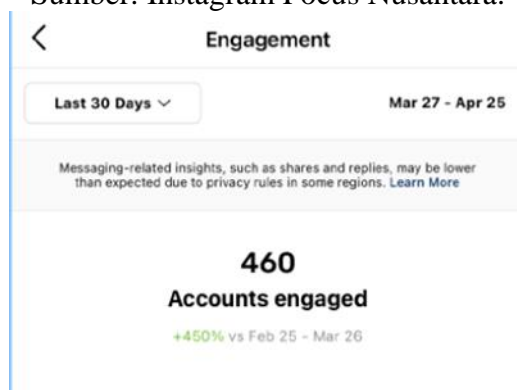 Sumber: Instagram Focus Nusantara.
Engagement
Last 30 Days
Mar 27 - Apr 25
Messaging-related insights, such as shares and replies, may be lower
than expected due to privacy rules in some regions. Learn More
460
Accounts engaged
+450% vs Feb 25 - Mar 26